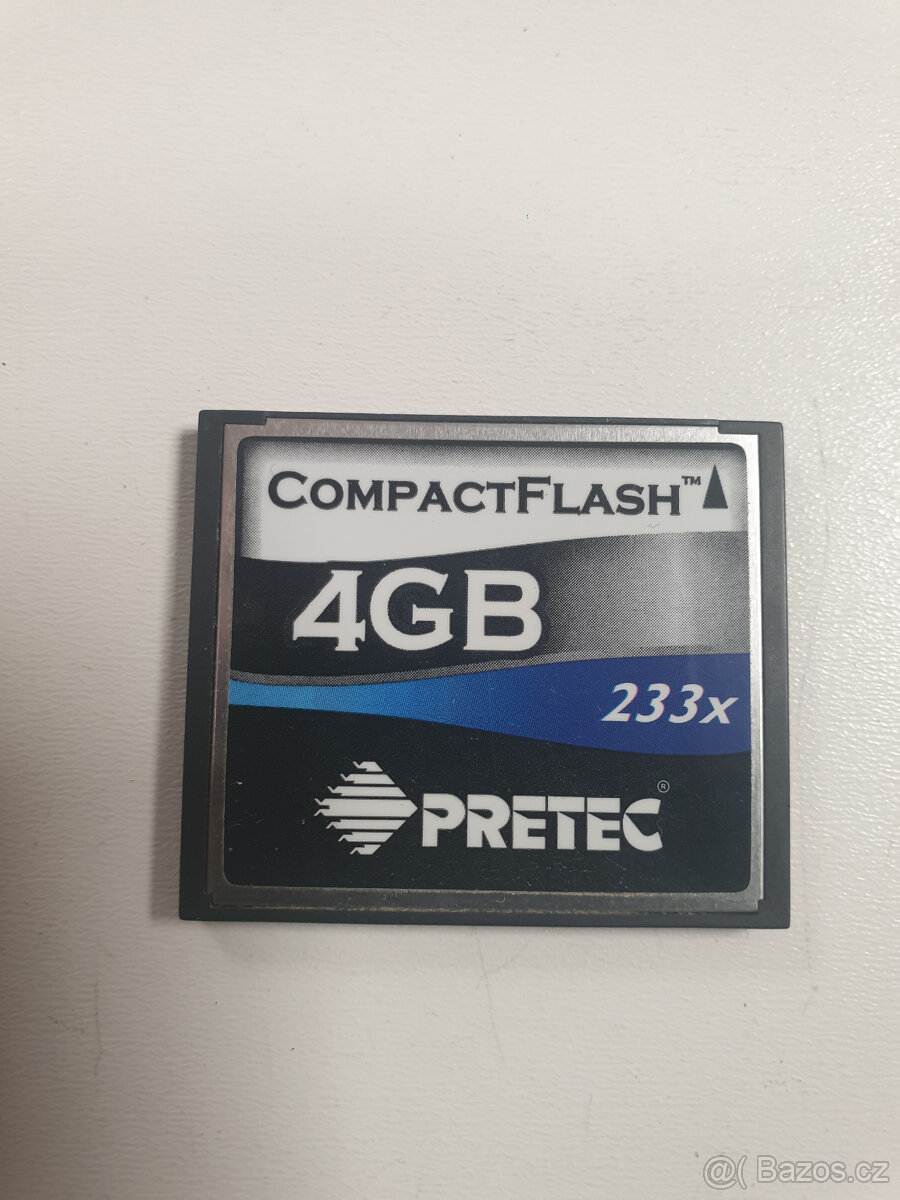 CompactFlash™
4GB
233x
PRETEC®
@( Bazos.cz